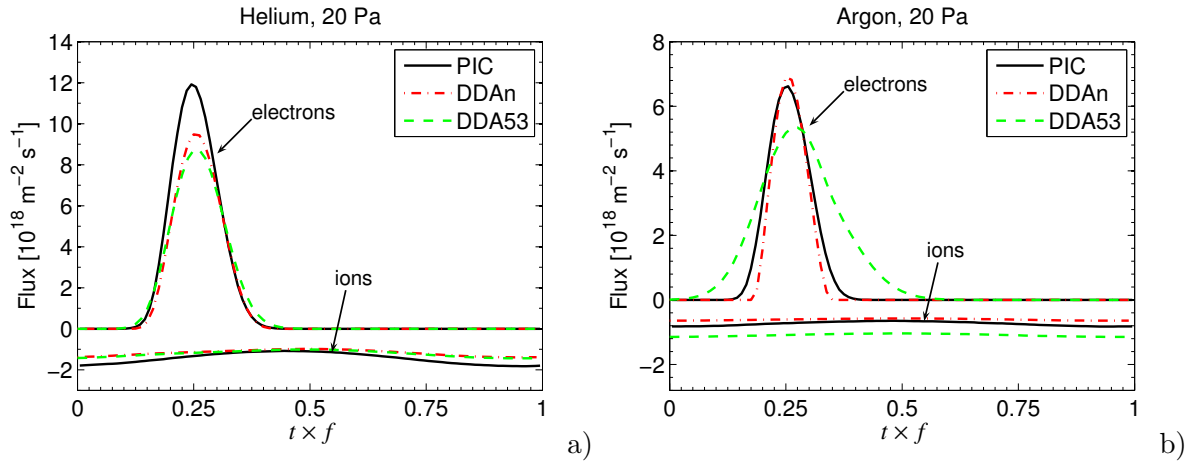 Helium, 20 Pa
14
12
10
8
6
4
2
0
−2
0
0.25
0.5
0.75
1
Flux [10^18 m^−2 s^−1]
t × f
PIC
DDAn
DDA53
electrons
ions
a)
Argon, 20 Pa
8
6
4
2
0
−2
0
0.25
0.5
0.75
1
Flux [10^18 m^−2 s^−1]
t × f
PIC
DDAn
DDA53
electrons
ions
b)